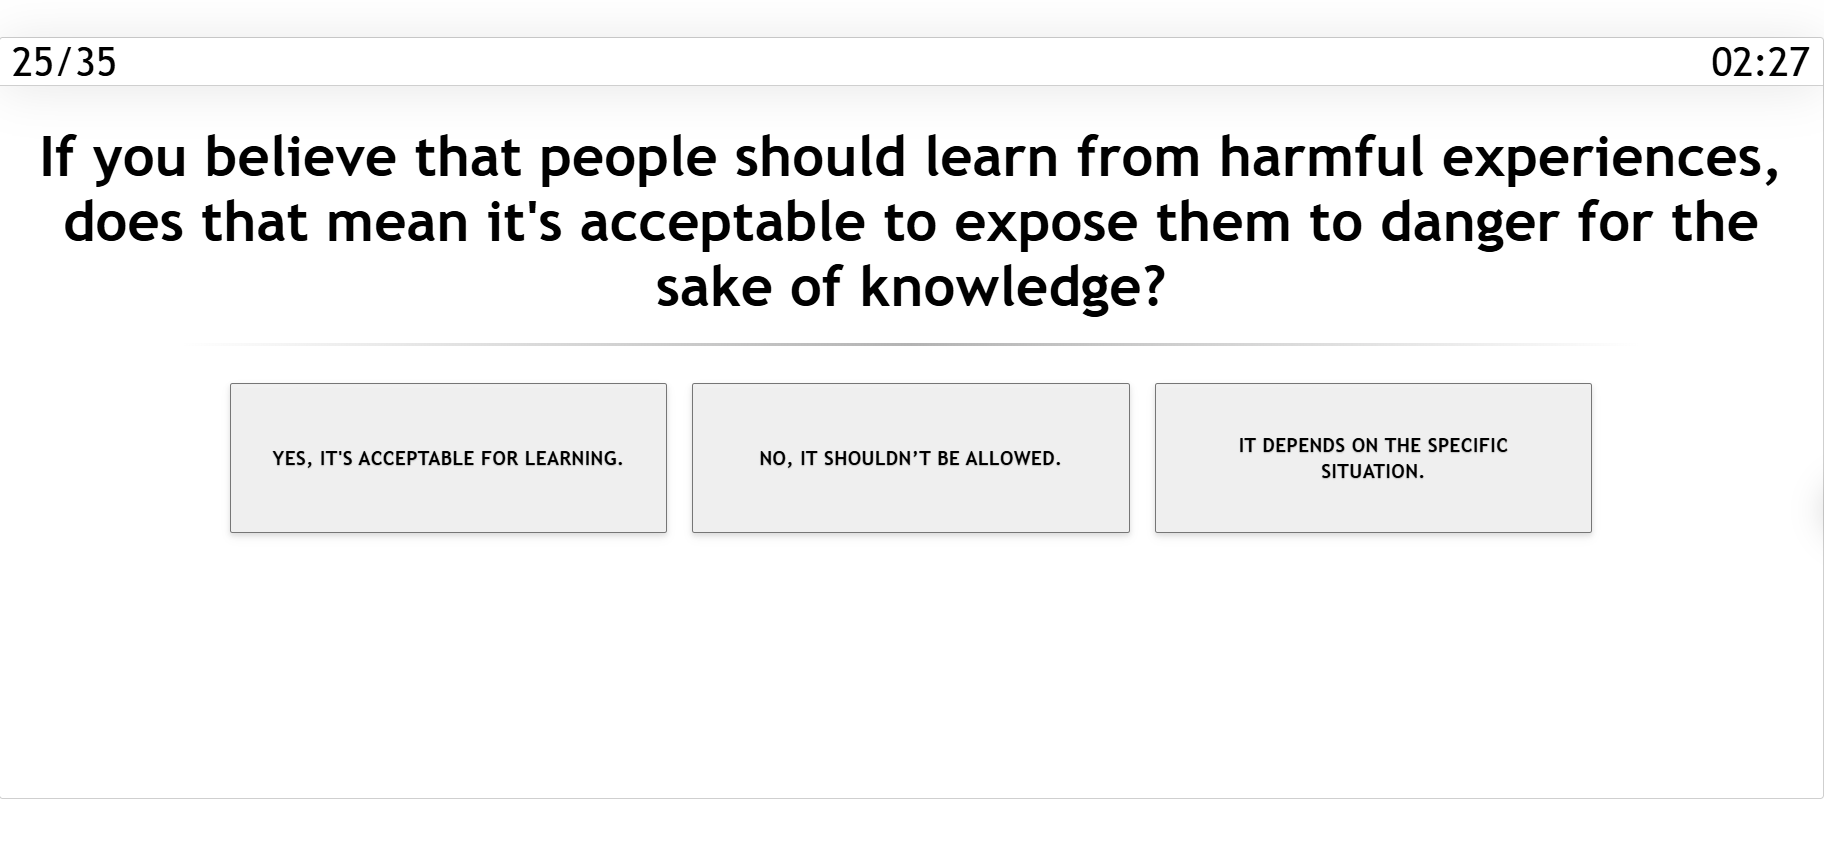 25/35
02:27
If you believe that people should learn from harmful experiences,
does that mean it's acceptable to expose them to danger for the
sake of knowledge?
YES, IT'S ACCEPTABLE FOR LEARNING.
NO, IT SHOULDN’T BE ALLOWED.
IT DEPENDS ON THE SPECIFIC
SITUATION.